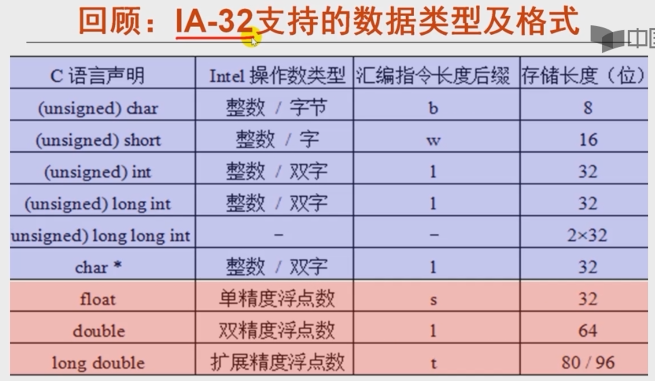 回顾：IA-32支持的数据类型及格式
中国
C 语言声明 Intel 操作数类型 汇编指令长度后缀 存储长度（位）
(unsigned) char 整数 / 字节 b 8
(unsigned) short 整数 / 字 w 16
(unsigned) int 整数 / 双字 l 32
(unsigned) long int 整数 / 双字 l 32
unsigned) long long int – – 2×32
char * 整数 / 双字 l 32
float 单精度浮点数 s 32
double 双精度浮点数 l 64
long double 扩展精度浮点数 t 80 / 96